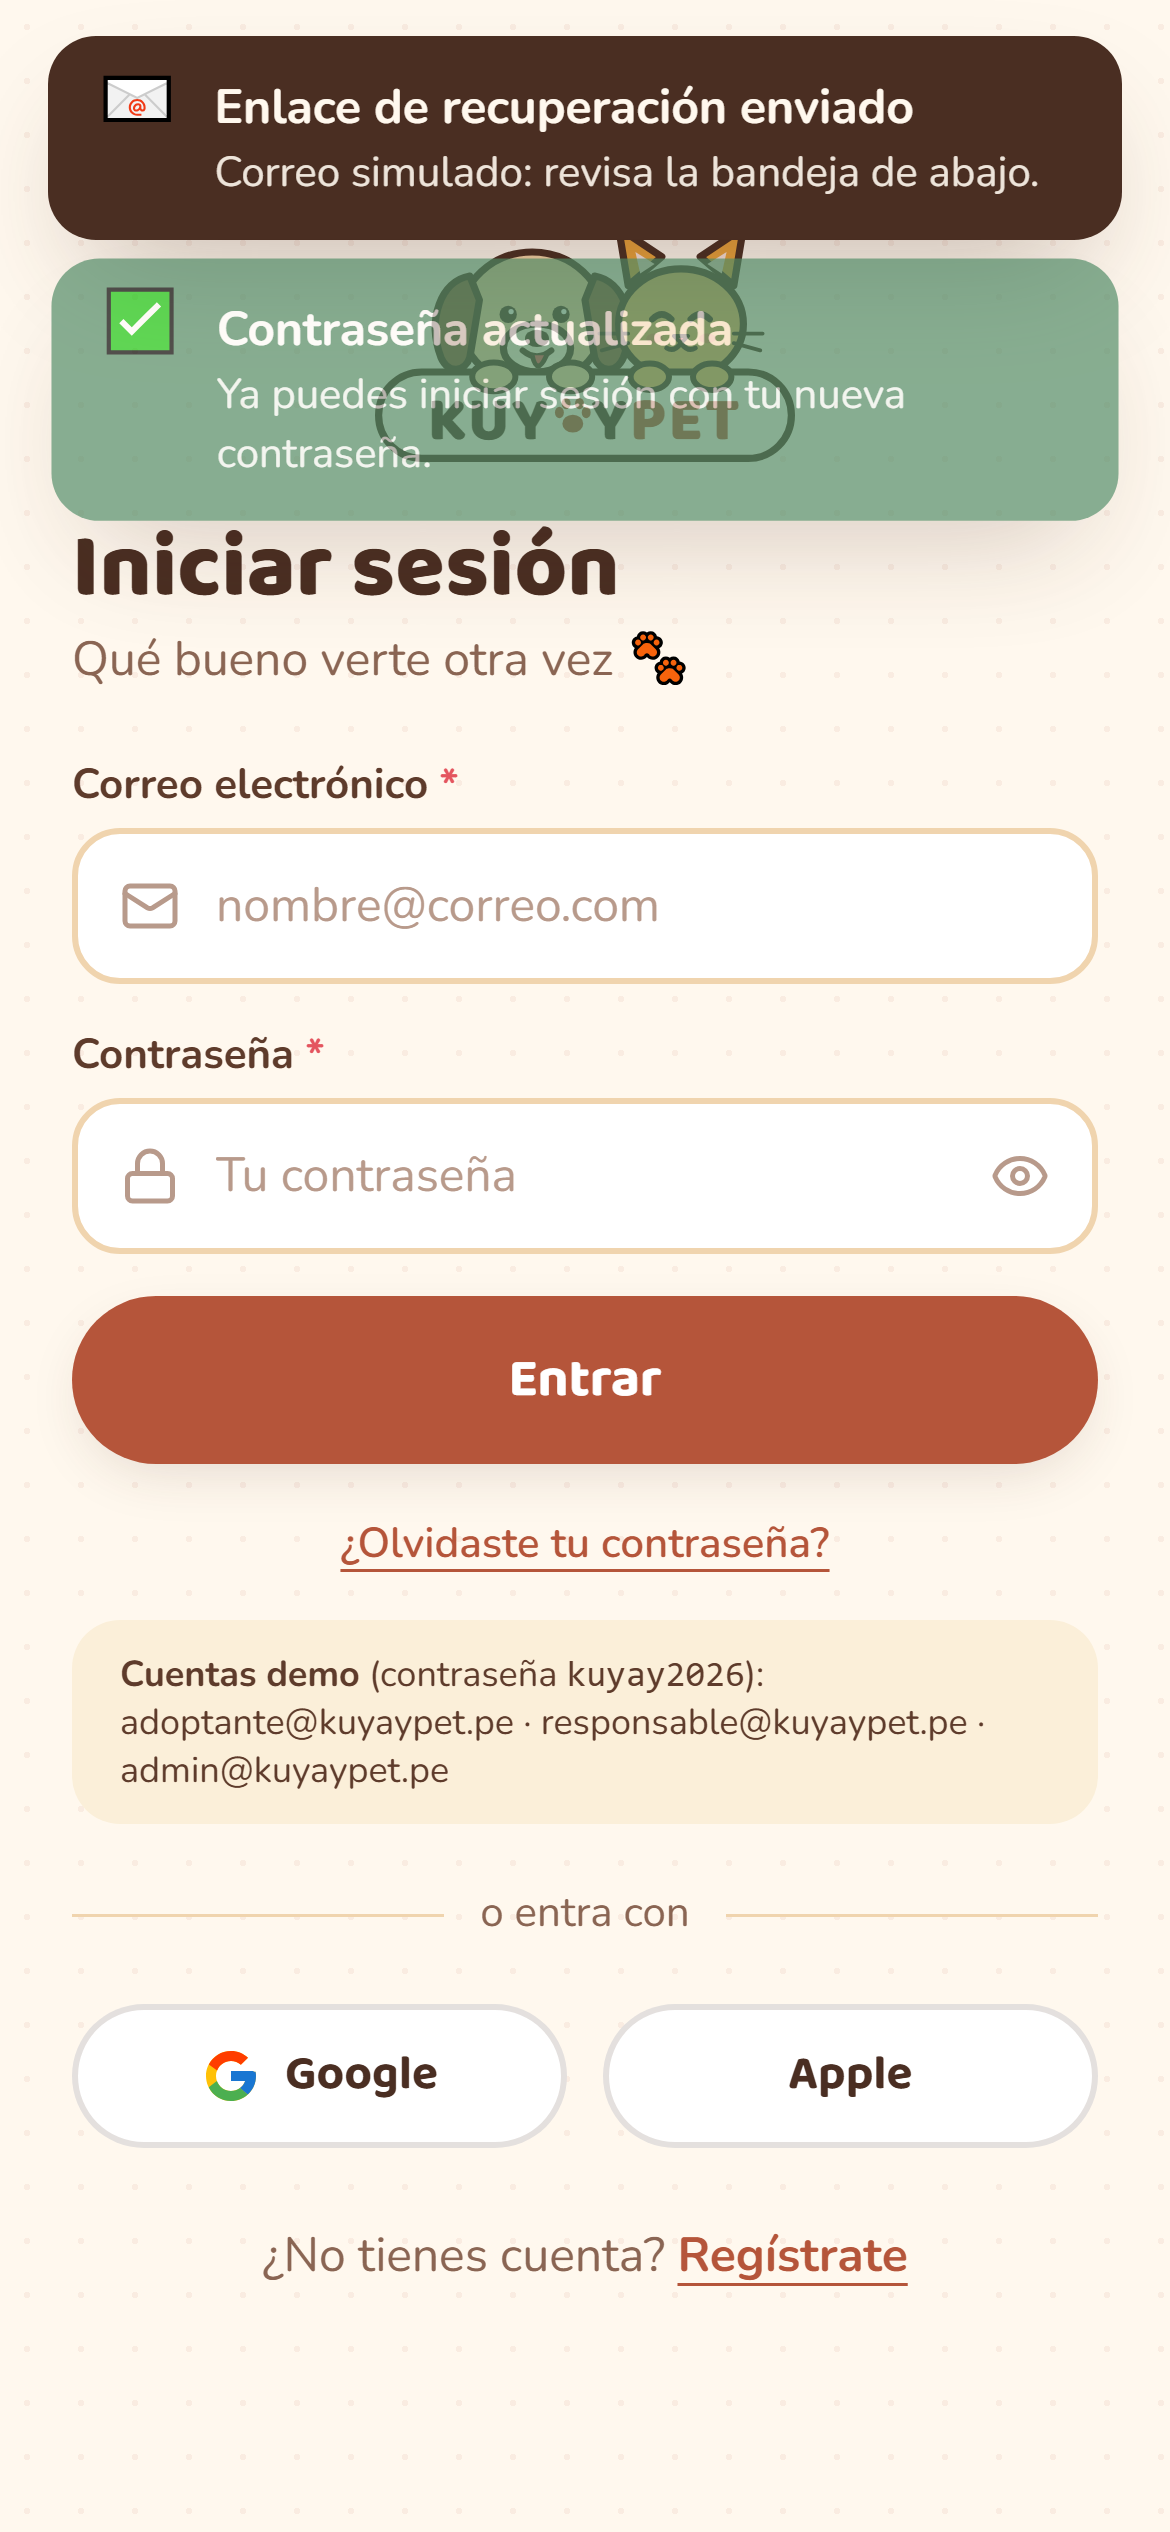 Enlace de recuperación enviado
Correo simulado: revisa la bandeja de abajo.
Contraseña actualizada
Ya puedes iniciar sesión con tu nueva
contraseña.
KUYAYPET
Iniciar sesión
Qué bueno verte otra vez
Correo electrónico *
nombre@correo.com
Contraseña *
Tu contraseña
Entrar
¿Olvidaste tu contraseña?
Cuentas demo (contraseña kuyay2026):
adoptante@kuyaypet.pe · responsable@kuyaypet.pe ·
admin@kuyaypet.pe
o entra con
Google
Apple
¿No tienes cuenta? Regístrate